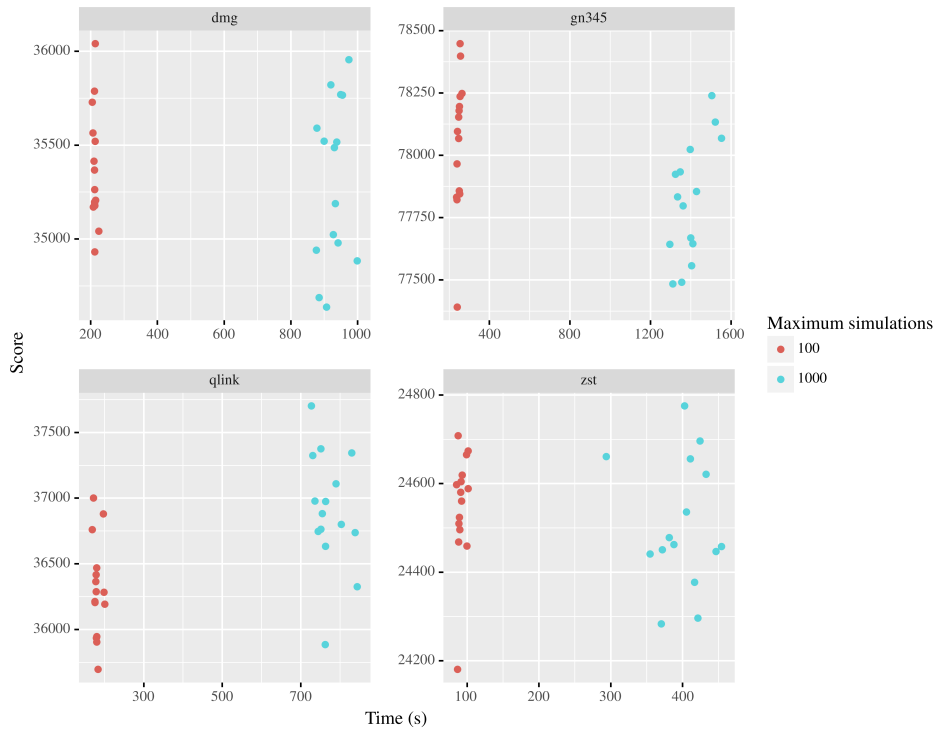 dmg
gn345
36000
35500
35000
78500
78250
78000
77750
77500
200 400 600 800 1000
400 800 1200 1600
Score
Maximum simulations
100
1000
qlink
zst
37500
37000
36500
36000
24800
24600
24400
24200
300 500 700
100 200 300 400
Time (s)